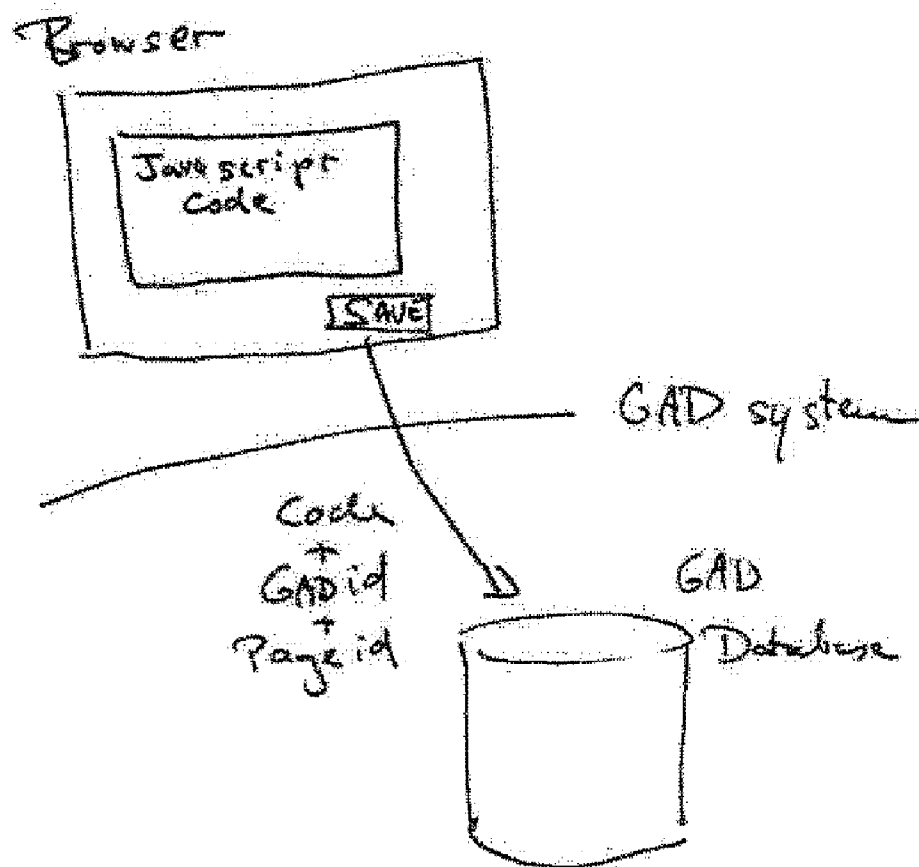 Browser
Javascript
Code
SAVE
GAD system
Code
+
GAD id
+
Page id
GAD
Database